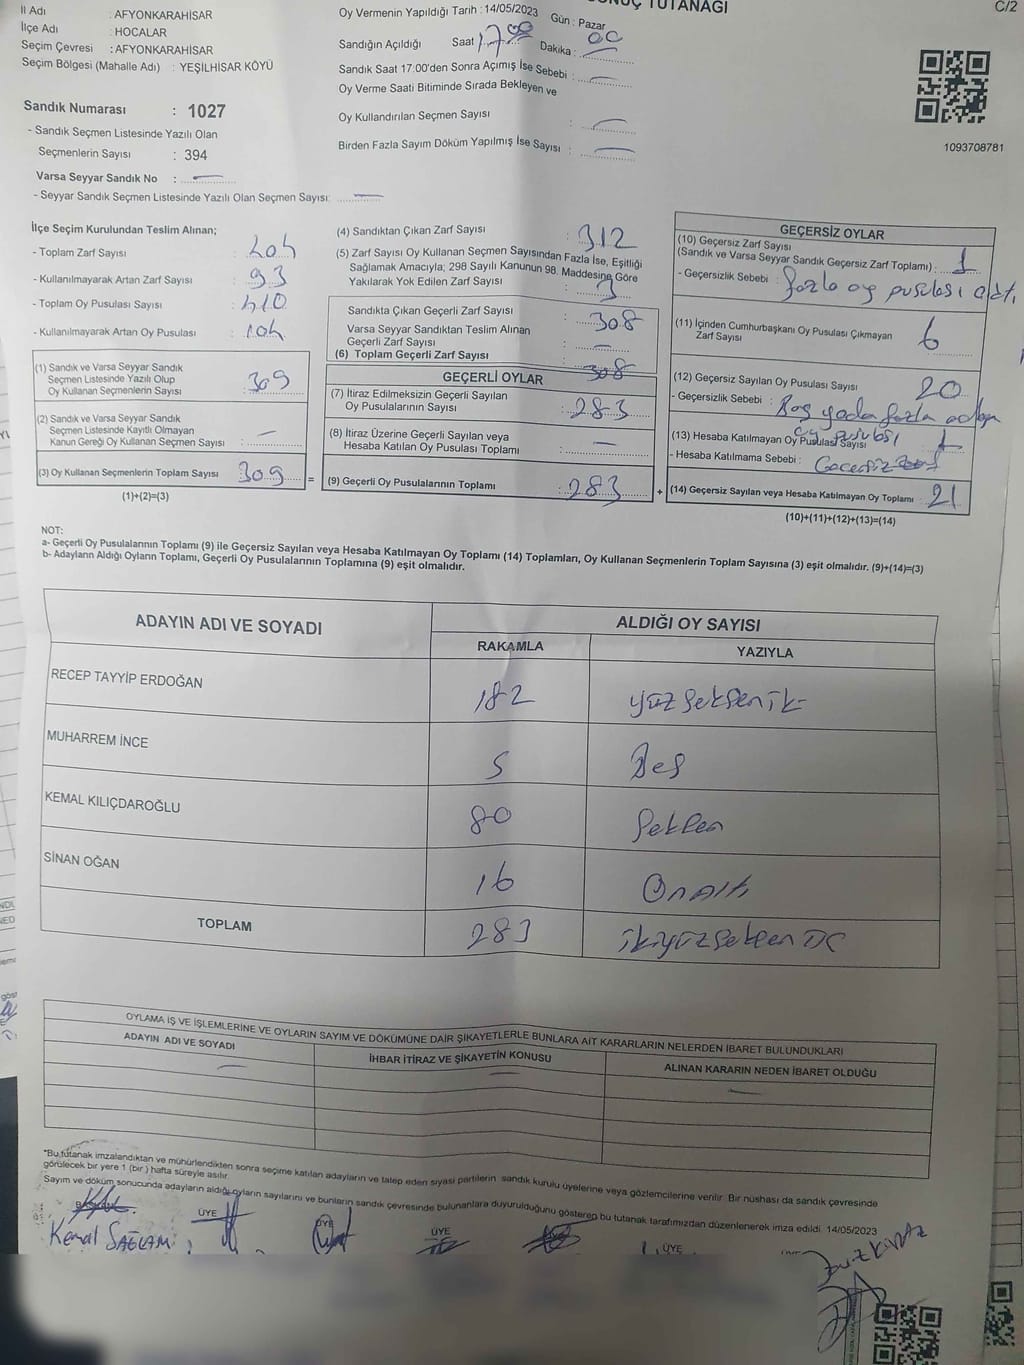 C/2
SONUÇ TUTANAĞI
İl Adı : AFYONKARAHİSAR
İlçe Adı : HOCALAR
Seçim Çevresi : AFYONKARAHİSAR
Seçim Bölgesi (Mahalle Adı) : YEŞİLHİSAR KÖYÜ
Sandık Numarası : 1027
- Sandık Seçmen Listesinde Yazılı Olan
Seçmenlerin Sayısı : 394
Varsa Seyyar Sandık No : —
- Seyyar Sandık Seçmen Listesinde Yazılı Olan Seçmen Sayısı: —
Oy Vermenin Yapıldığı Tarih : 14/05/2023 Gün : Pazar
Sandığın Açıldığı Saat 17 00 Dakika : 00
Sandık Saat 17:00'den Sonra Açımış İse Sebebi : —
Oy Verme Saati Bitiminde Sırada Bekleyen ve
Oy Kullandırılan Seçmen Sayısı : —
Birden Fazla Sayım Döküm Yapılmış İse Sayısı : —
1093708781
İlçe Seçim Kurulundan Teslim Alınan;
- Toplam Zarf Sayısı : 404
- Kullanılmayarak Artan Zarf Sayısı : 93
- Toplam Oy Pusulası Sayısı : 410
- Kullanılmayarak Artan Oy Pusulası : 104
(1) Sandık ve Varsa Seyyar Sandık
Seçmen Listesinde Yazılı Olup
Oy Kullanan Seçmenlerin Sayısı : 309
(2) Sandık ve Varsa Seyyar Sandık
Seçmen Listesinde Kayıtlı Olmayan
Kanun Gereği Oy Kullanan Seçmen Sayısı : —
(3) Oy Kullanan Seçmenlerin Toplam Sayısı 309 =
(1)+(2)=(3)
(4) Sandıktan Çıkan Zarf Sayısı : 312
(5) Zarf Sayısı Oy Kullanan Seçmen Sayısından Fazla İse, Eşitliği
Sağlamak Amacıyla; 298 Sayılı Kanunun 98. Maddesine Göre
Yakılarak Yok Edilen Zarf Sayısı : 3
Sandıkta Çıkan Geçerli Zarf Sayısı : 308
Varsa Seyyar Sandıktan Teslim Alınan
Geçerli Zarf Sayısı : —
(6) Toplam Geçerli Zarf Sayısı : 308
GEÇERLİ OYLAR
(7) İtiraz Edilmeksizin Geçerli Sayılan
Oy Pusulalarının Sayısı : 283
(8) İtiraz Üzerine Geçerli Sayılan veya
Hesaba Katılan Oy Pusulası Toplamı : —
(9) Geçerli Oy Pusulalarının Toplamı : 283 +
GEÇERSİZ OYLAR
(10) Geçersiz Zarf Sayısı
(Sandık ve Varsa Seyyar Sandık Geçersiz Zarf Toplamı) : 1
- Geçersizlik Sebebi : fazla oy pusulası
(11) İçinden Cumhurbaşkanı Oy Pusulası Çıkmayan
Zarf Sayısı : 6
(12) Geçersiz Sayılan Oy Pusulası Sayısı : 20
- Geçersizlik Sebebi : Boş yada fazla
oy pusulası
(13) Hesaba Katılmayan Oy Pusulası Sayısı : 1
- Hesaba Katılmama Sebebi : Geçersiz
(14) Geçersiz Sayılan veya Hesaba Katılmayan Oy Toplamı : 21
(10)+(11)+(12)+(13)=(14)
NOT:
a- Geçerli Oy Pusulalarının Toplamı (9) ile Geçersiz Sayılan veya Hesaba Katılmayan Oy Toplamı (14) Toplamları, Oy Kullanan Seçmenlerin Toplam Sayısına (3) eşit olmalıdır. (9)+(14)=(3)
b- Adayların Aldığı Oyların Toplamı, Geçerli Oy Pusulalarının Toplamına (9) eşit olmalıdır.
ADAYIN ADI VE SOYADI ALDIĞI OY SAYISI
RAKAMLA YAZIYLA
RECEP TAYYİP ERDOĞAN 182 yüzseksenik
MUHARREM İNCE 5 Beş
KEMAL KILIÇDAROĞLU 80 seksen
SİNAN OĞAN 16 Onaltı
TOPLAM 283 ikiyüzseksen üç
OYLAMA İŞ VE İŞLEMLERİNE VE OYLARIN SAYIM VE DÖKÜMÜNE DAİR ŞİKAYETLERLE BUNLARA AİT KARARLARIN NELERDEN İBARET BULUNDUKLARI
ADAYIN ADI VE SOYADI İHBAR İTİRAZ VE ŞİKAYETİN KONUSU ALINAN KARARIN NEDEN İBARET OLDUĞU
— — —
*Bu tutanak imzalandıktan ve mühürlendikten sonra seçime katılan adayların ve talep eden siyasi partilerin sandık kurulu üyelerine veya gözlemcilerine verilir. Bir nüshası da sandık çevresinde
görülecek bir yere 1 (bir ) hafta süreyle asılır.
Sayım ve döküm sonucunda adayların aldığı oyların sayılarını ve bunların sandık çevresinde bulunanlara duyurulduğunu gösteren bu tutanak tarafımızdan düzenlenerek imza edildi. 14/05/2023
ÜYE ÜYE ÜYE ÜYE
Kemal SAĞLAM